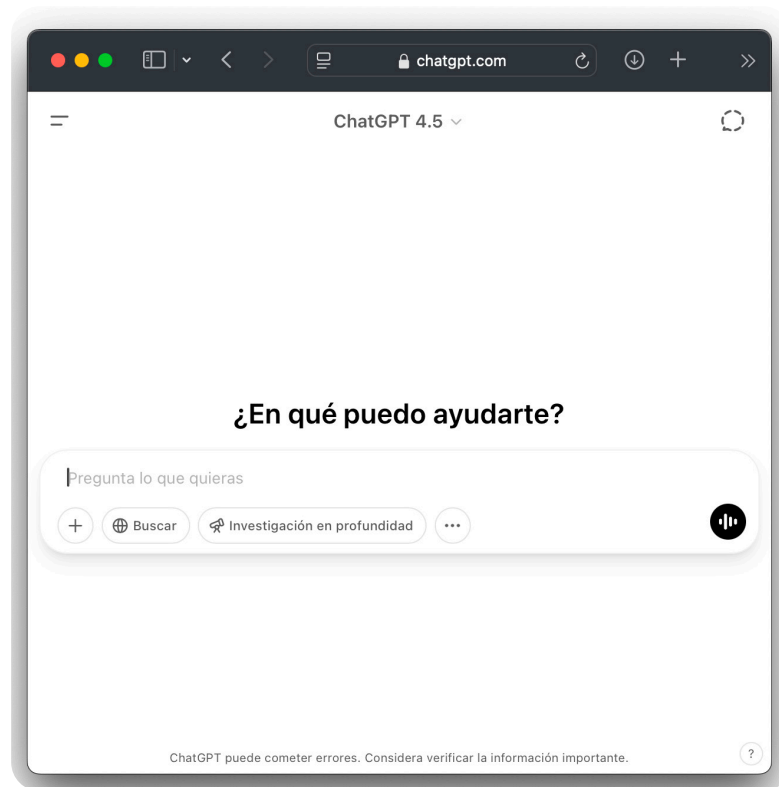 chatgpt.com
ChatGPT 4.5
¿En qué puedo ayudarte?
Pregunta lo que quieras
Buscar
Investigación en profundidad
ChatGPT puede cometer errores. Considera verificar la información importante.
?